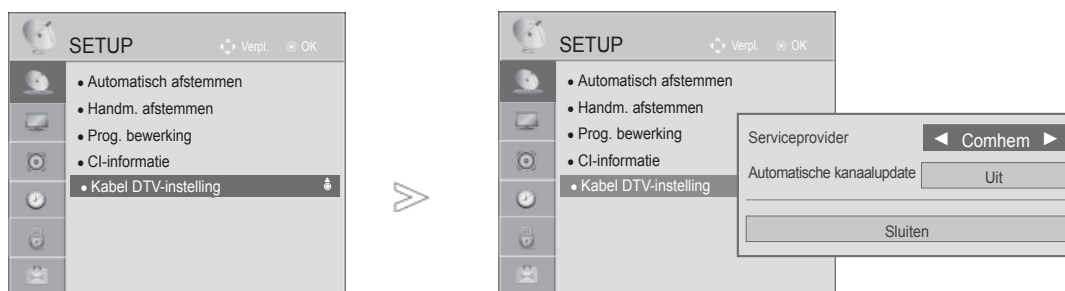 SETUP
Verpl. OK
• Automatisch afstemmen
• Handm. afstemmen
• Prog. bewerking
• CI-informatie
• Kabel DTV-instelling
SETUP
Verpl. OK
• Automatisch afstemmen
• Handm. afstemmen
• Prog. bewerking
• CI-informatie
• Kabel DTV-instelling
Serviceprovider ◄ Comhem ►
Automatische kanaalupdate Uit
Sluiten